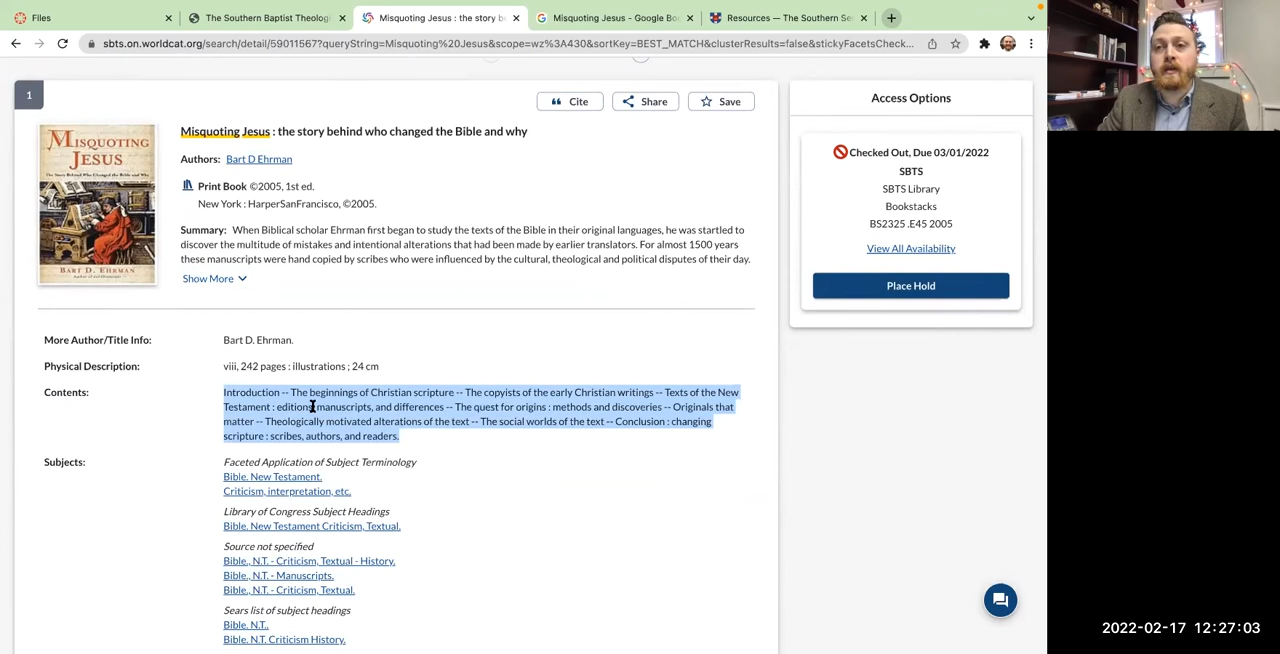 Files
The Southern Baptist Theologi
Misquoting Jesus : the story be
Misquoting Jesus - Google Boo
Resources — The Southern Se
sbts.on.worldcat.org/search/detail/59011567?queryString=Misquoting%20Jesus&scope=wz%3A430&sortKey=BEST_MATCH&clusterResults=false&stickyFacetsCheck...
1
Cite
Share
Save
MISQUOTING
JESUS
BART D. EHRMAN
Misquoting Jesus : the story behind who changed the Bible and why
Authors: Bart D Ehrman
Print Book ©2005, 1st ed.
New York : HarperSanFrancisco, ©2005.
Summary: When Biblical scholar Ehrman first began to study the texts of the Bible in their original languages, he was startled to
discover the multitude of mistakes and intentional alterations that had been made by earlier translators. For almost 1500 years
these manuscripts were hand copied by scribes who were influenced by the cultural, theological and political disputes of their day.
Show More
More Author/Title Info: Bart D. Ehrman.
Physical Description: viii, 242 pages : illustrations ; 24 cm
Contents: Introduction -- The beginnings of Christian scripture -- The copyists of the early Christian writings -- Texts of the New
Testament : editions, manuscripts, and differences -- The quest for origins : methods and discoveries -- Originals that
matter -- Theologically motivated alterations of the text -- The social worlds of the text -- Conclusion : changing
scripture : scribes, authors, and readers.
Subjects: Faceted Application of Subject Terminology
Bible. New Testament.
Criticism, interpretation, etc.
Library of Congress Subject Headings
Bible. New Testament Criticism, Textual.
Source not specified
Bible., N.T. - Criticism, Textual - History.
Bible., N.T. - Manuscripts.
Bible., N.T. - Criticism, Textual.
Sears list of subject headings
Bible. N.T..
Bible. N.T. Criticism History.
Access Options
Checked Out, Due 03/01/2022
SBTS
SBTS Library
Bookstacks
BS2325 .E45 2005
View All Availability
Place Hold
2022-02-17 12:27:03